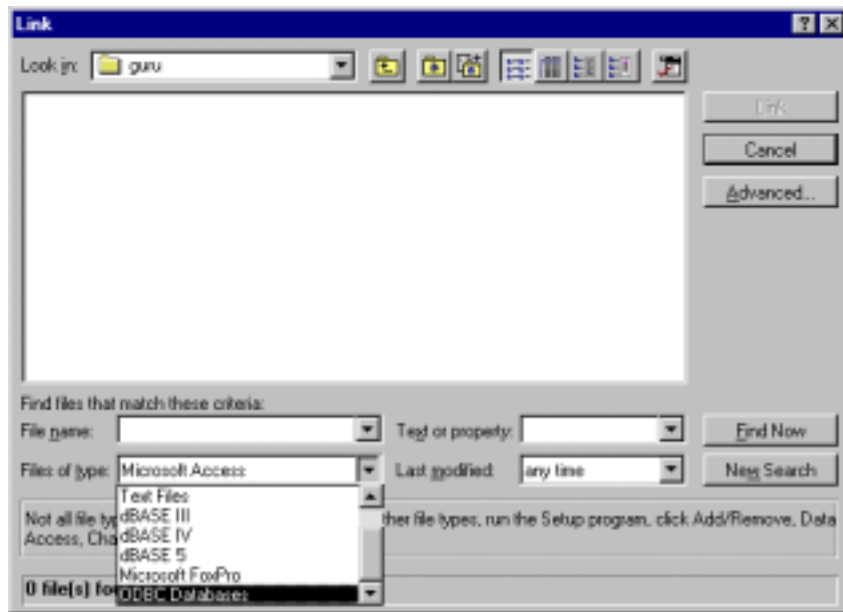 Link
Look in: guru
Link
Cancel
Advanced...
Find files that match these criteria:
File name: Text or property: Find Now
Files of type: Microsoft Access Last modified: any time New Search
Text Files
dBASE III
dBASE IV
dBASE 5
Microsoft FoxPro
ODBC Databases
Not all file ty ther file types, run the Setup program, click Add/Remove, Data
Access, Cha
0 file(s) fo